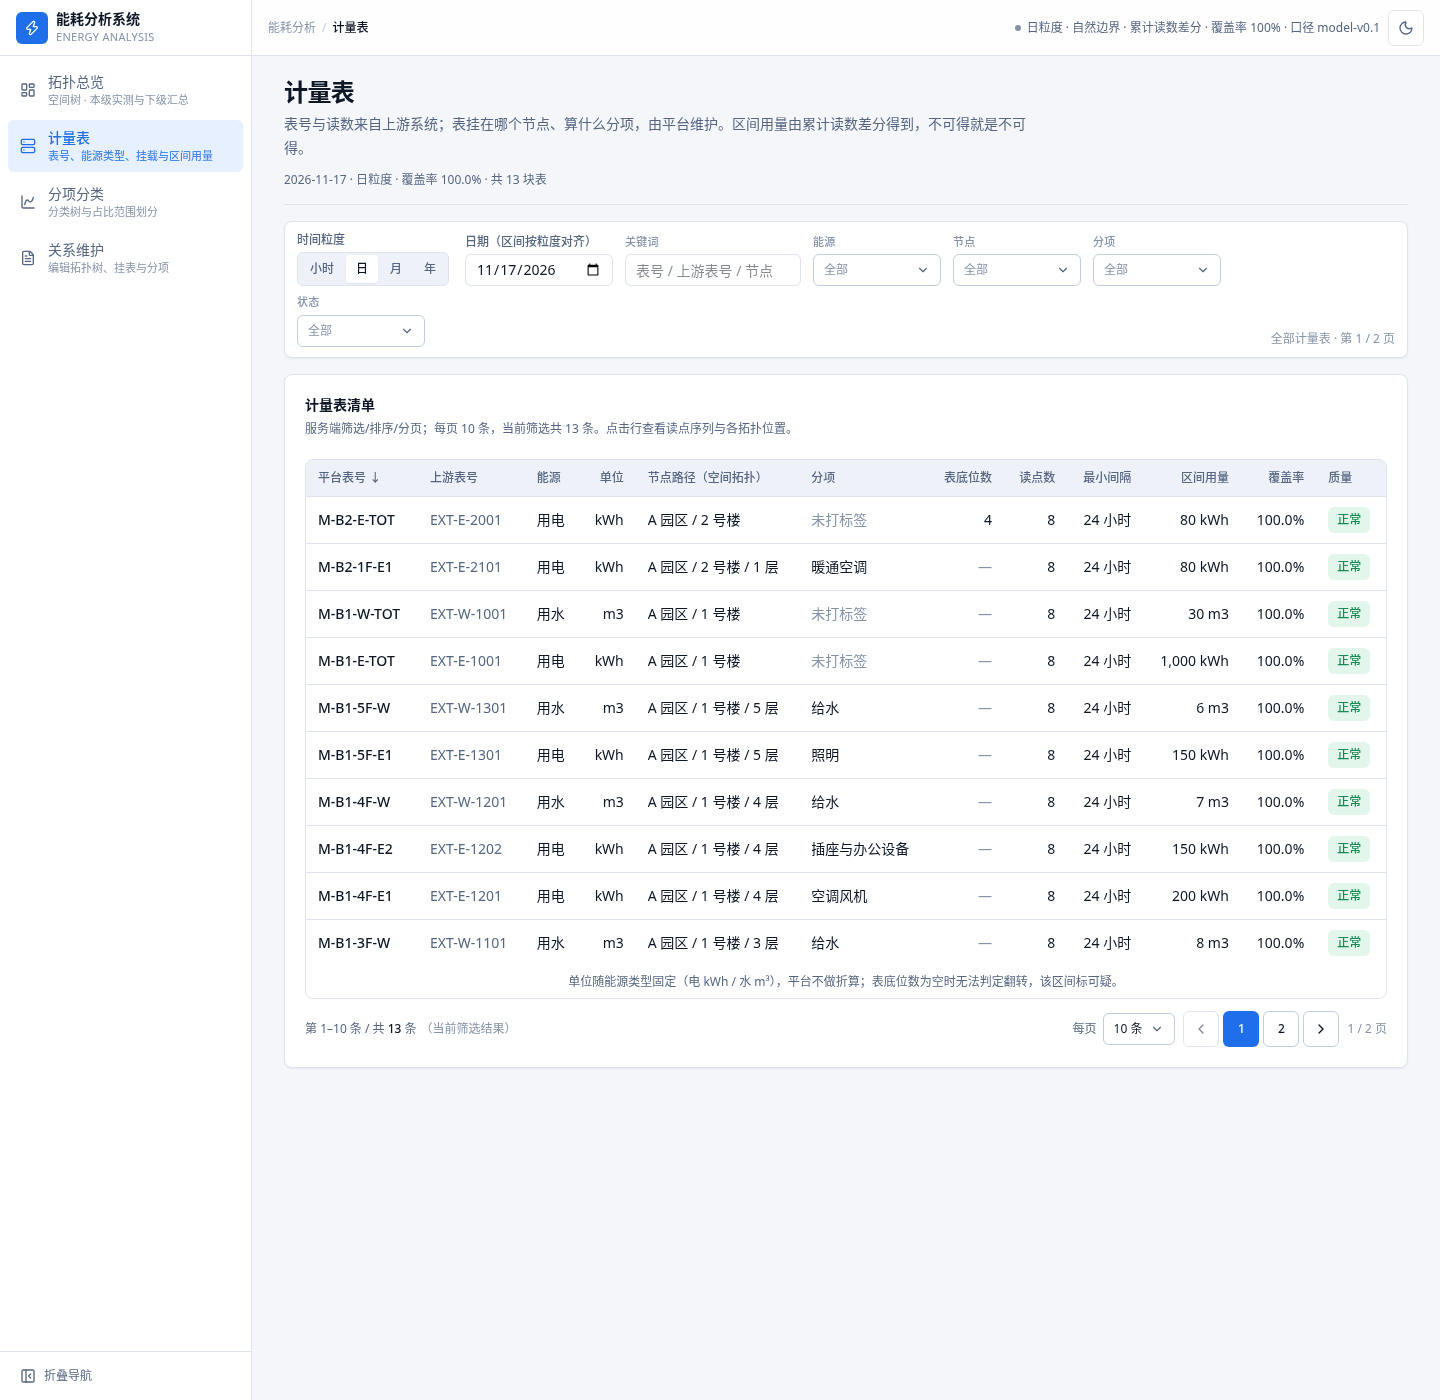 能耗分析系统
ENERGY ANALYSIS
拓扑总览
空间树 · 本级实测与下级汇总
计量表
表号、能源类型、挂载与区间用量
分项分类
分类树与占比范围划分
关系维护
编辑拓扑树、挂表与分项
折叠导航
能耗分析 / 计量表
日粒度 · 自然边界 · 累计读数差分 · 覆盖率 100% · 口径 model-v0.1
计量表
表号与读数来自上游系统；表挂在哪个节点、算什么分项，由平台维护。区间用量由累计读数差分得到，不可得就是不可
得。
2026-11-17 · 日粒度 · 覆盖率 100.0% · 共 13 块表
时间粒度 日期（区间按粒度对齐） 关键词 能源 节点 分项
小时 日 月 年 11/17/2026 表号 / 上游表号 / 节点 全部 全部 全部
状态
全部
全部计量表 · 第 1 / 2 页
计量表清单
服务端筛选/排序/分页；每页 10 条，当前筛选共 13 条。点击行查看读点序列与各拓扑位置。
平台表号 ↓ 上游表号 能源 单位 节点路径（空间拓扑） 分项 表底位数 读点数 最小间隔 区间用量 覆盖率 质量
M-B2-E-TOT EXT-E-2001 用电 kWh A 园区 / 2 号楼 未打标签 4 8 24 小时 80 kWh 100.0% 正常
M-B2-1F-E1 EXT-E-2101 用电 kWh A 园区 / 2 号楼 / 1 层 暖通空调 — 8 24 小时 80 kWh 100.0% 正常
M-B1-W-TOT EXT-W-1001 用水 m3 A 园区 / 1 号楼 未打标签 — 8 24 小时 30 m3 100.0% 正常
M-B1-E-TOT EXT-E-1001 用电 kWh A 园区 / 1 号楼 未打标签 — 8 24 小时 1,000 kWh 100.0% 正常
M-B1-5F-W EXT-W-1301 用水 m3 A 园区 / 1 号楼 / 5 层 给水 — 8 24 小时 6 m3 100.0% 正常
M-B1-5F-E1 EXT-E-1301 用电 kWh A 园区 / 1 号楼 / 5 层 照明 — 8 24 小时 150 kWh 100.0% 正常
M-B1-4F-W EXT-W-1201 用水 m3 A 园区 / 1 号楼 / 4 层 给水 — 8 24 小时 7 m3 100.0% 正常
M-B1-4F-E2 EXT-E-1202 用电 kWh A 园区 / 1 号楼 / 4 层 插座与办公设备 — 8 24 小时 150 kWh 100.0% 正常
M-B1-4F-E1 EXT-E-1201 用电 kWh A 园区 / 1 号楼 / 4 层 空调风机 — 8 24 小时 200 kWh 100.0% 正常
M-B1-3F-W EXT-W-1101 用水 m3 A 园区 / 1 号楼 / 3 层 给水 — 8 24 小时 8 m3 100.0% 正常
单位随能源类型固定（电 kWh / 水 m³），平台不做折算；表底位数为空时无法判定翻转，该区间标可疑。
第 1–10 条 / 共 13 条 （当前筛选结果） 每页 10 条 1 2 1 / 2 页